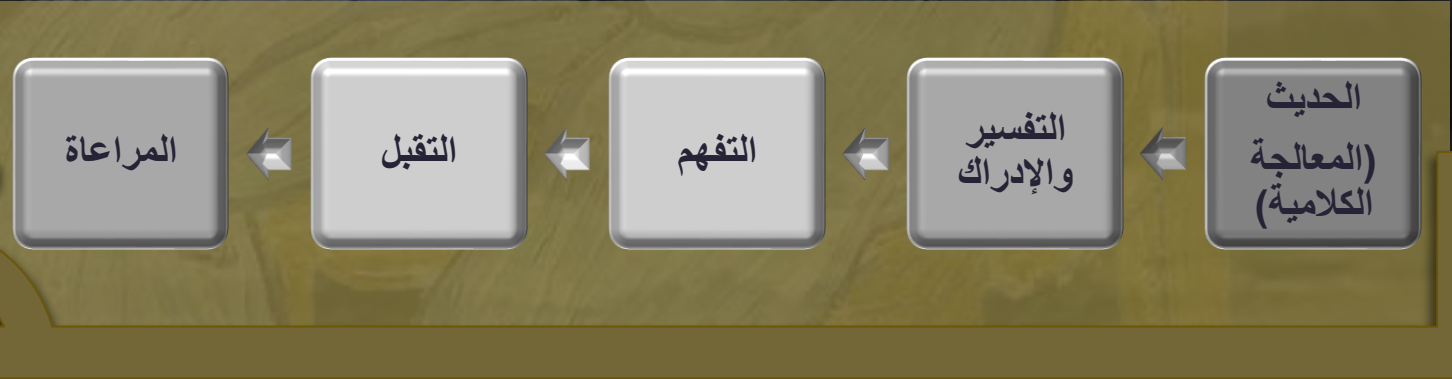 الحديث
(المعالجة
الكلامية)
التفسير
والإدراك
التفهم
التقبل
المراعاة